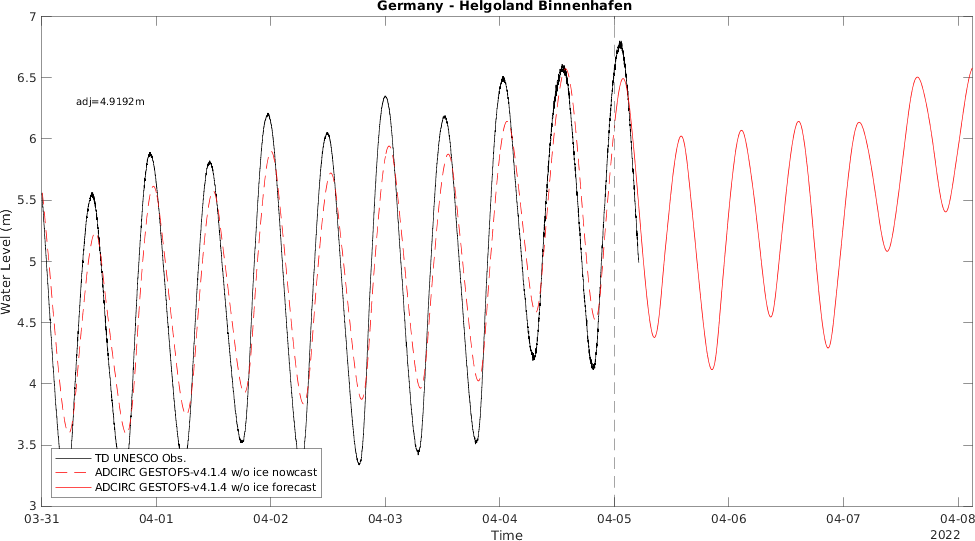 Germany - Helgoland Binnenhafen
7
6.5
6
5.5
5
4.5
4
3.5
3
Water Level (m)
adj=4.9192m
TD UNESCO Obs.
ADCIRC GESTOFS-v4.1.4 w/o ice nowcast
ADCIRC GESTOFS-v4.1.4 w/o ice forecast
03-31 04-01 04-02 04-03 04-04 04-05 04-06 04-07 04-08
Time
2022